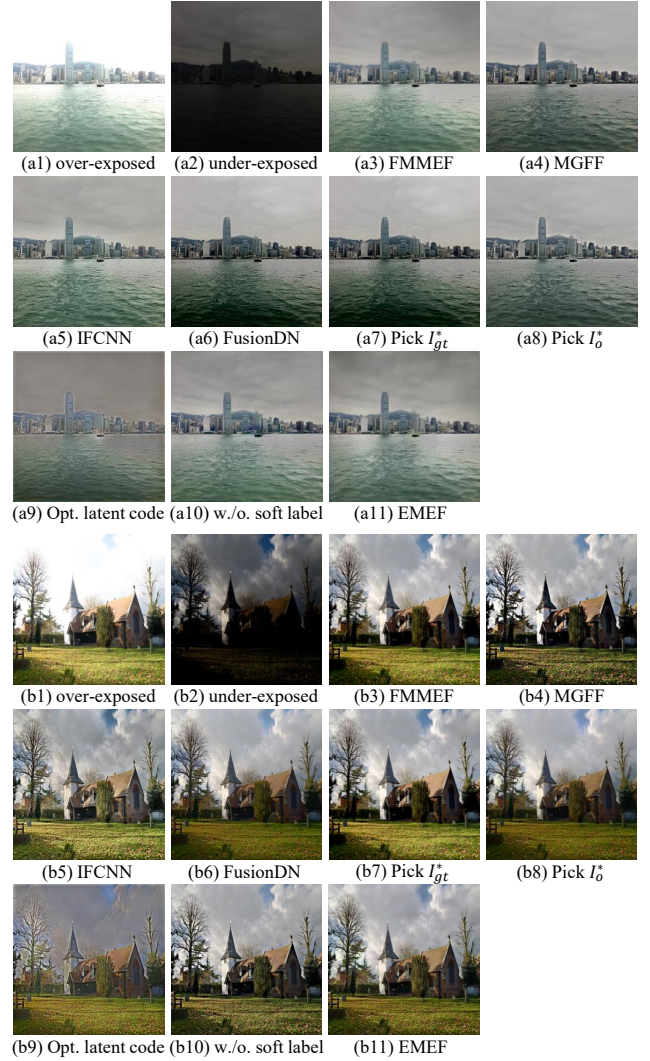 (a1) over-exposed (a2) under-exposed (a3) FMMEF (a4) MGFF
(a5) IFCNN (a6) FusionDN (a7) Pick I*gt (a8) Pick I*o
(a9) Opt. latent code (a10) w./o. soft label (a11) EMEF
(b1) over-exposed (b2) under-exposed (b3) FMMEF (b4) MGFF
(b5) IFCNN (b6) FusionDN (b7) Pick I*gt (b8) Pick I*o
(b9) Opt. latent code (b10) w./o. soft label (b11) EMEF